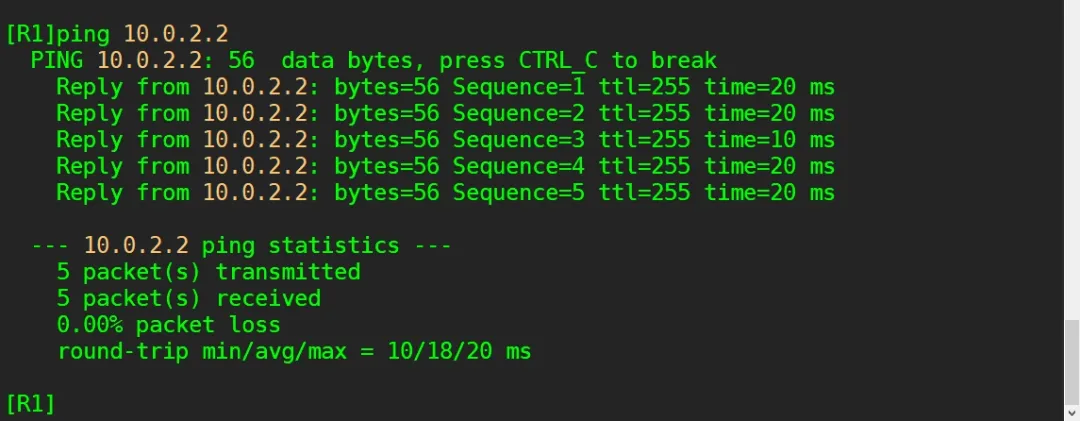 [R1]ping 10.0.2.2
PING 10.0.2.2: 56  data bytes, press CTRL_C to break
Reply from 10.0.2.2: bytes=56 Sequence=1 ttl=255 time=20 ms
Reply from 10.0.2.2: bytes=56 Sequence=2 ttl=255 time=20 ms
Reply from 10.0.2.2: bytes=56 Sequence=3 ttl=255 time=10 ms
Reply from 10.0.2.2: bytes=56 Sequence=4 ttl=255 time=20 ms
Reply from 10.0.2.2: bytes=56 Sequence=5 ttl=255 time=20 ms
--- 10.0.2.2 ping statistics ---
5 packet(s) transmitted
5 packet(s) received
0.00% packet loss
round-trip min/avg/max = 10/18/20 ms
[R1]